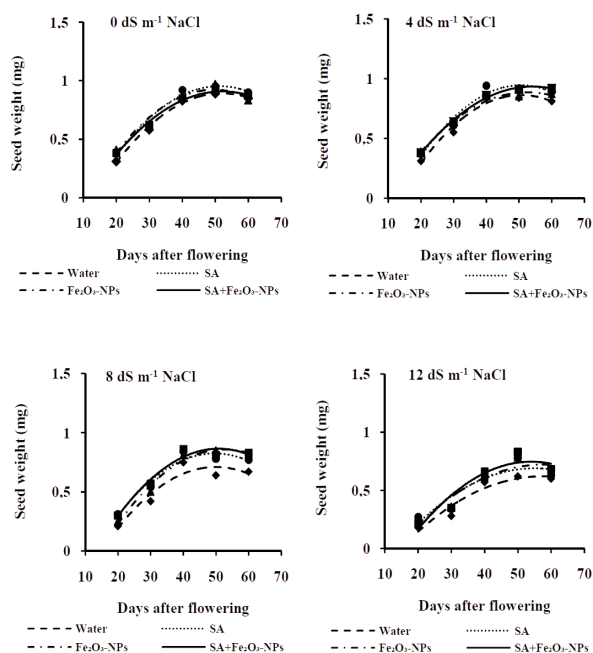 0 dS m⁻¹ NaCl
Seed weight (mg)
1.5
1
0.5
0
10 20 30 40 50 60 70
Days after flowering
Water SA
Fe₂O₃-NPs SA+Fe₂O₃-NPs
4 dS m⁻¹ NaCl
Seed weight (mg)
1.5
1
0.5
0
10 20 30 40 50 60 70
Days after flowering
Water SA
Fe₂O₃-NPs SA+Fe₂O₃-NPs
8 dS m⁻¹ NaCl
Seed weight (mg)
1.5
1
0.5
0
10 20 30 40 50 60 70
Days after flowering
Water SA
Fe₂O₃-NPs SA+Fe₂O₃-NPs
12 dS m⁻¹ NaCl
Seed weight (mg)
1.5
1
0.5
0
10 20 30 40 50 60 70
Days after flowering
Water SA
Fe₂O₃-NPs SA+Fe₂O₃-NPs